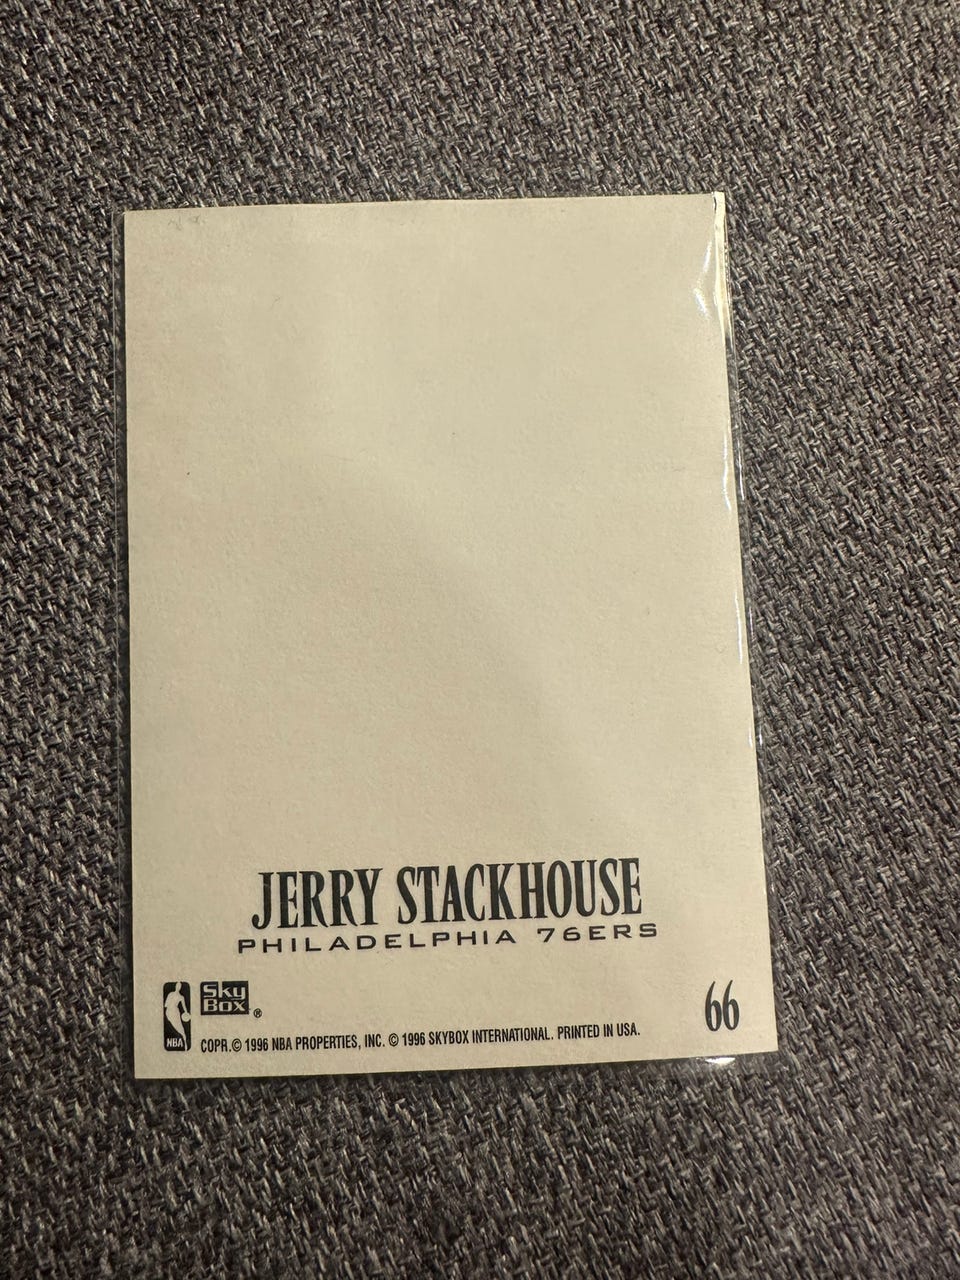 JERRY STACKHOUSE
PHILADELPHIA 76ERS
Sky
Box ®
66
NBA
COPR. © 1996 NBA PROPERTIES, INC. © 1996 SKYBOX INTERNATIONAL. PRINTED IN USA.